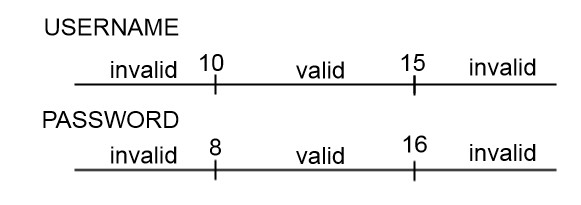 USERNAME
invalid 10 valid 15 invalid
PASSWORD
invalid 8 valid 16 invalid